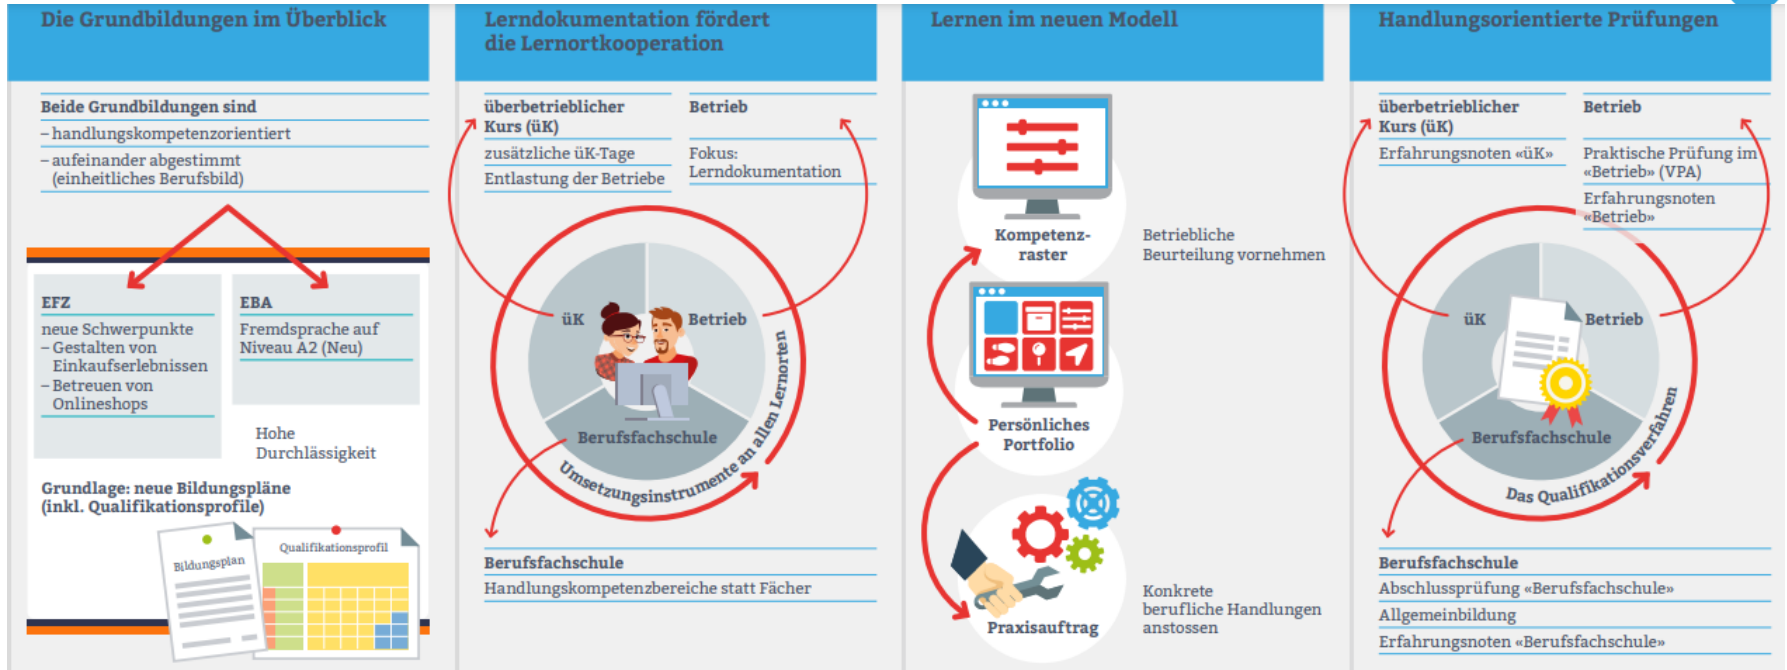 Die Grundbildungen im Überblick
Beide Grundbildungen sind
– handlungskompetenzorientiert
– aufeinander abgestimmt
(einheitliches Berufsbild)
EFZ
neue Schwerpunkte
– Gestalten von
Einkaufserlebnissen
– Betreuen von
Onlineshops
EBA
Fremdsprache auf
Niveau A2 (Neu)
Hohe
Durchlässigkeit
Grundlage: neue Bildungspläne
(inkl. Qualifikationsprofile)
Bildungsplan
Qualifikationsprofil
Lerndokumentation fördert
die Lernortkooperation
überbetrieblicher
Kurs (üK)
zusätzliche üK-Tage
Entlastung der Betriebe
Betrieb
Fokus:
Lerndokumentation
üK
Betrieb
Berufsfachschule
Umsetzungsinstrumente an allen Lernorten
Berufsfachschule
Handlungskompetenzbereiche statt Fächer
Lernen im neuen Modell
Kompetenz-
raster
Betriebliche
Beurteilung vornehmen
Persönliches
Portfolio
Praxisauftrag
Konkrete
berufliche Handlungen
anstossen
Handlungsorientierte Prüfungen
überbetrieblicher
Kurs (üK)
Erfahrungsnoten «üK»
Betrieb
Praktische Prüfung im
«Betrieb» (VPA)
Erfahrungsnoten
«Betrieb»
üK
Betrieb
Berufsfachschule
Das Qualifikationsverfahren
Berufsfachschule
Abschlussprüfung «Berufsfachschule»
Allgemeinbildung
Erfahrungsnoten «Berufsfachschule»